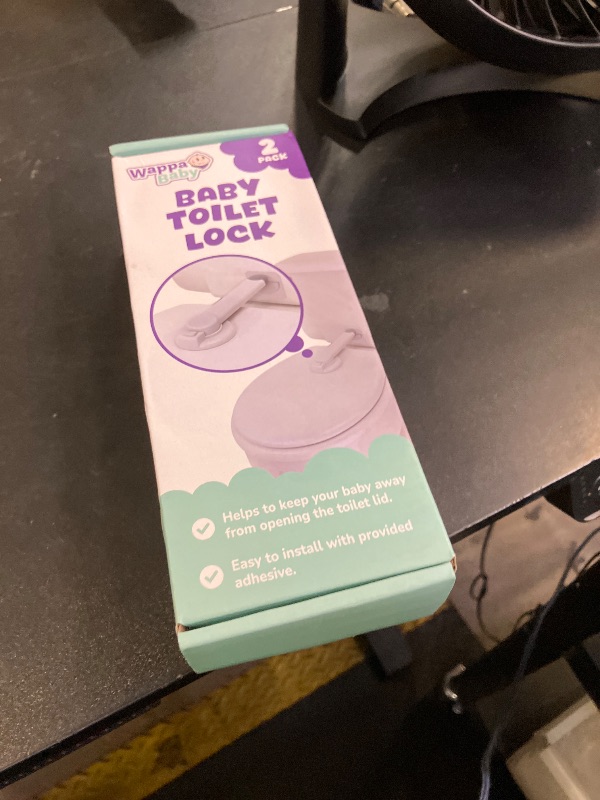 Wappa
Baby
2
PACK
BABY
TOILET
LOCK
Helps to keep your baby away
from opening the toilet lid.
Easy to install with provided
adhesive.